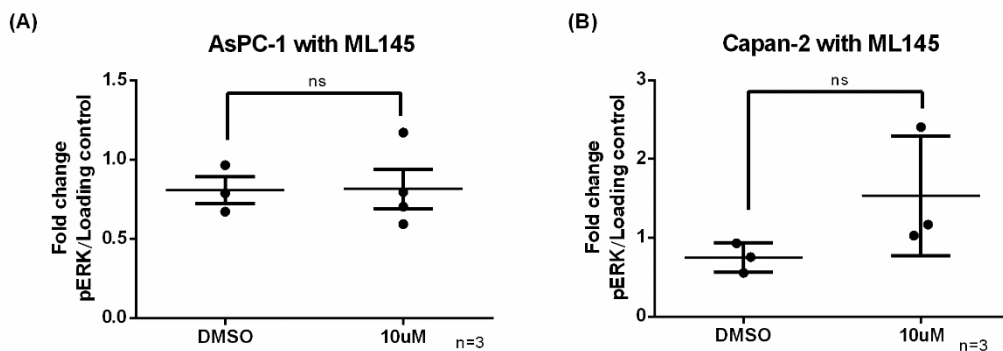 (A)
AsPC-1 with ML145
ns
1.5
1.0
0.5
0.0
Fold change
pERK/Loading control
DMSO
10uM
n=3
(B)
Capan-2 with ML145
ns
3
2
1
0
Fold change
pERK/Loading control
DMSO
10uM
n=3